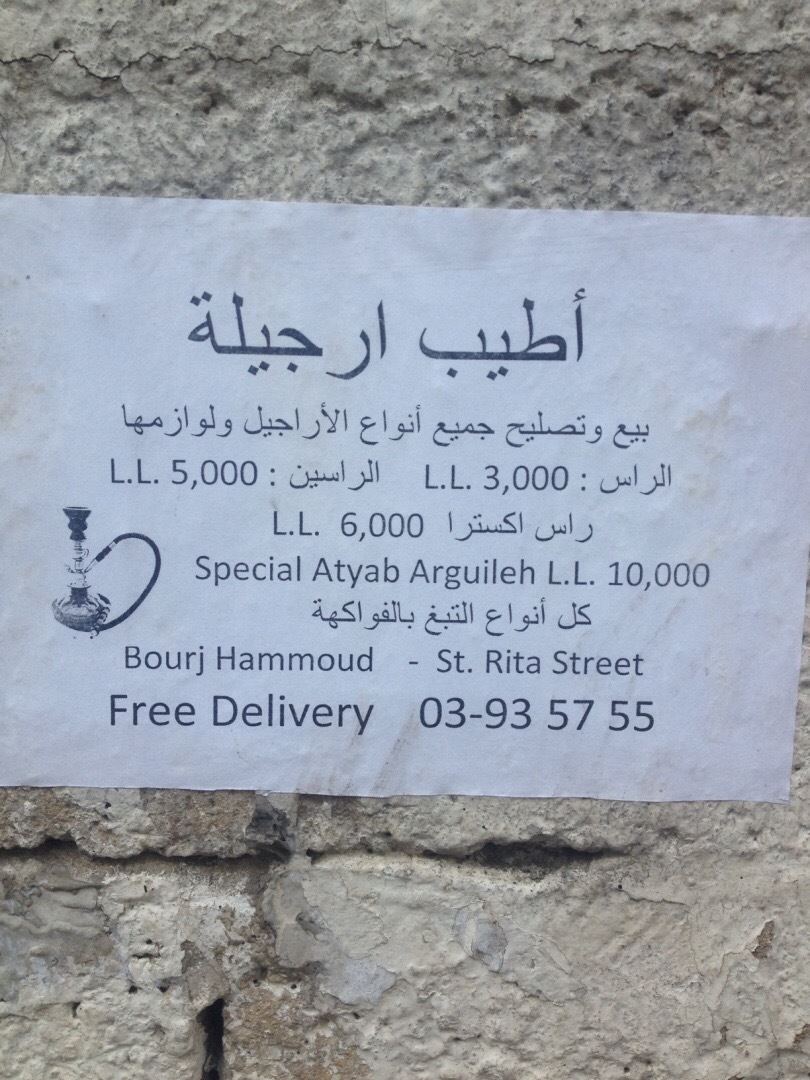 أطيب ارجيلة
بيع وتصليح جميع أنواع الأراجيل ولوازمها
الراس : L.L. 3,000 الراسين : L.L. 5,000
راس اكسترا L.L. 6,000
Special Atyab Arguileh L.L. 10,000
كل أنواع التبغ بالفواكهة
Bourj Hammoud - St. Rita Street
Free Delivery 03-93 57 55